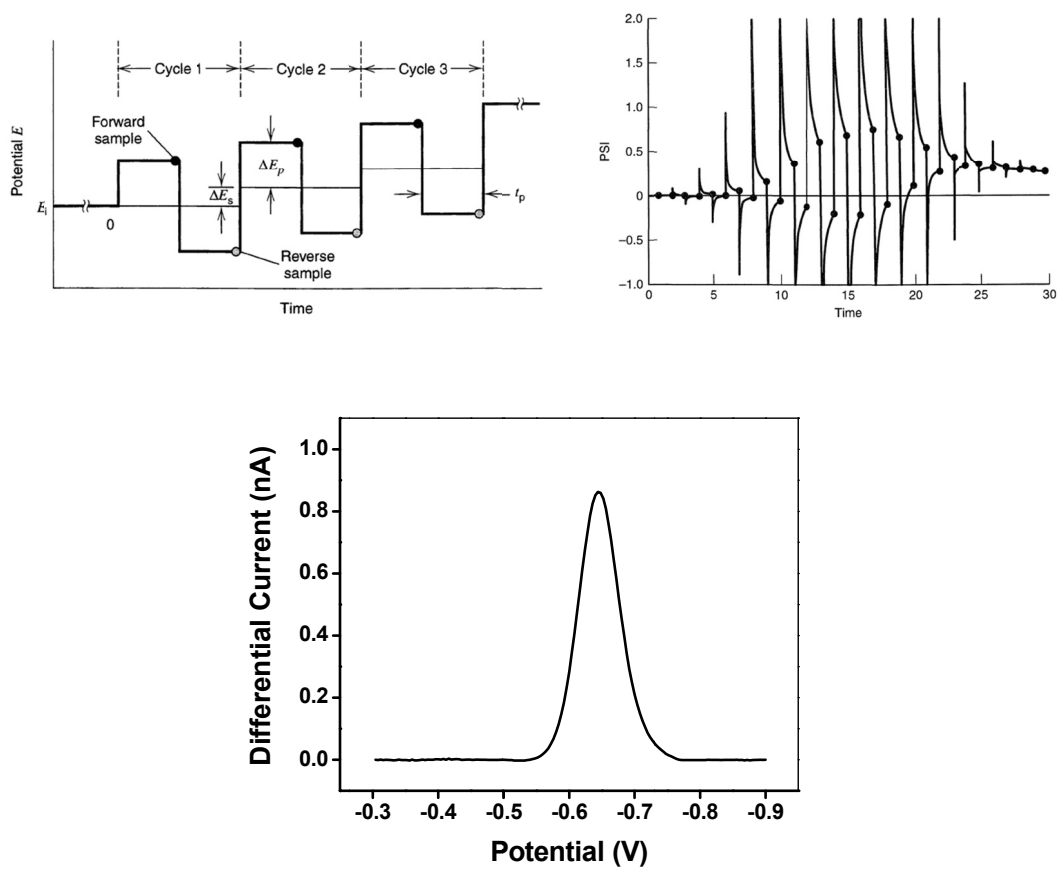 Cycle 1
Cycle 2
Cycle 3
Potential E
Forward
sample
ΔEp
ΔEs
tp
Ei
0
Reverse
sample
Time
PSI
2.0
1.5
1.0
0.5
0
−0.5
−1.0
0
5
10
15
20
25
30
Time
Differential Current (nA)
1.0
0.8
0.6
0.4
0.2
0.0
-0.3
-0.4
-0.5
-0.6
-0.7
-0.8
-0.9
Potential (V)